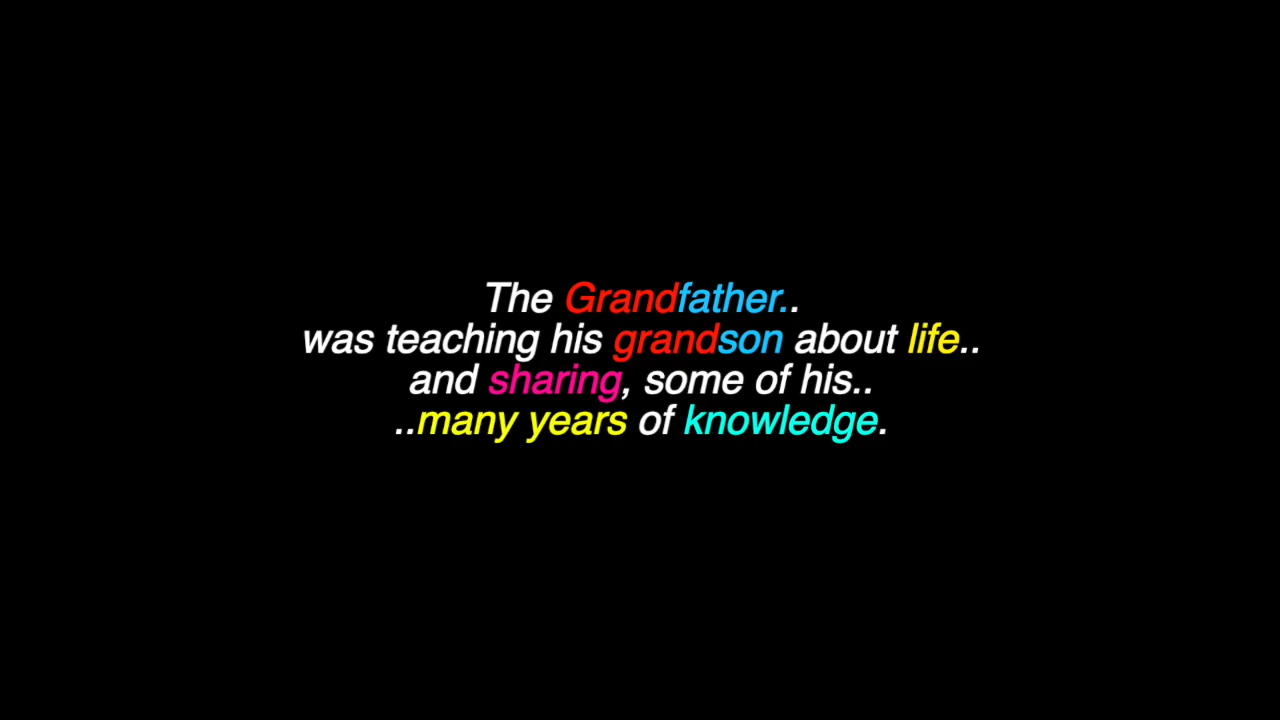 The Grandfather..
was teaching his grandson about life..
and sharing, some of his..
..many years of knowledge.